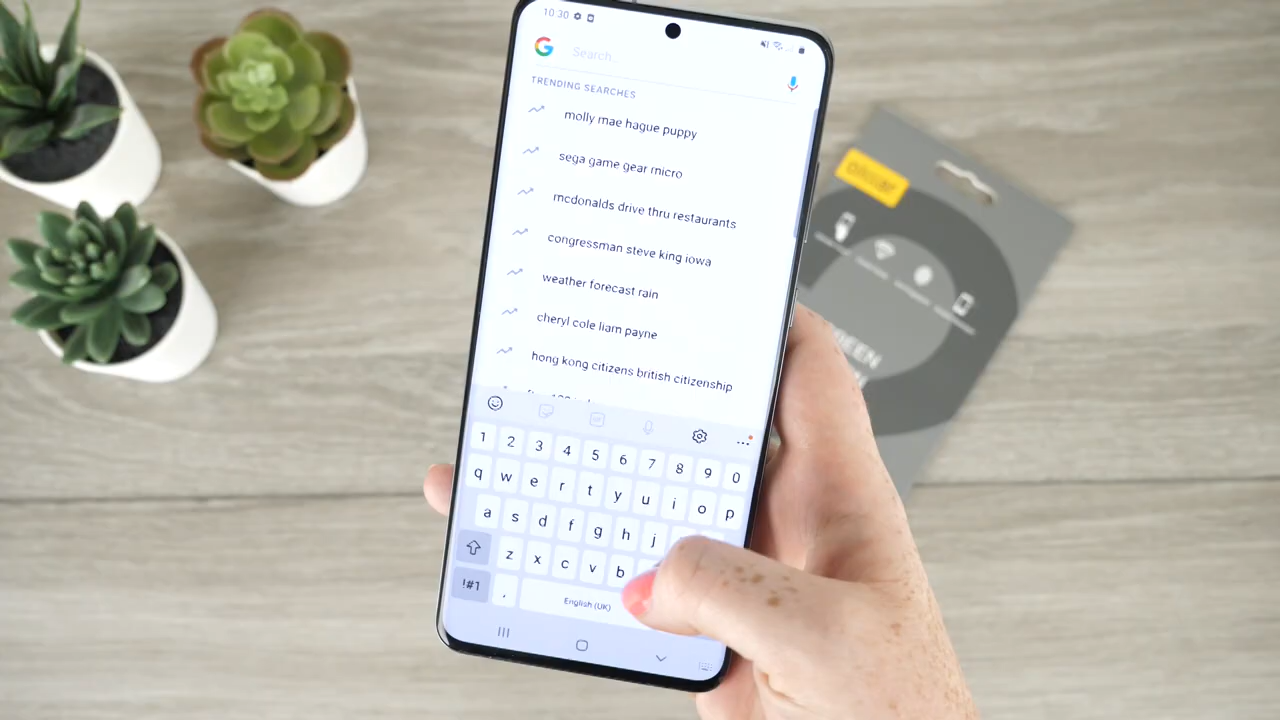 10:30
Search
TRENDING SEARCHES
molly mae hague puppy
sega game gear micro
mcdonalds drive thru restaurants
congressman steve king iowa
weather forecast rain
cheryl cole liam payne
hong kong citizens british citizenship
1 2 3 4 5 6 7 8 9 0
q w e r t y u i o p
a s d f g h j
z x c v b
!#1 , English (UK)
olixar